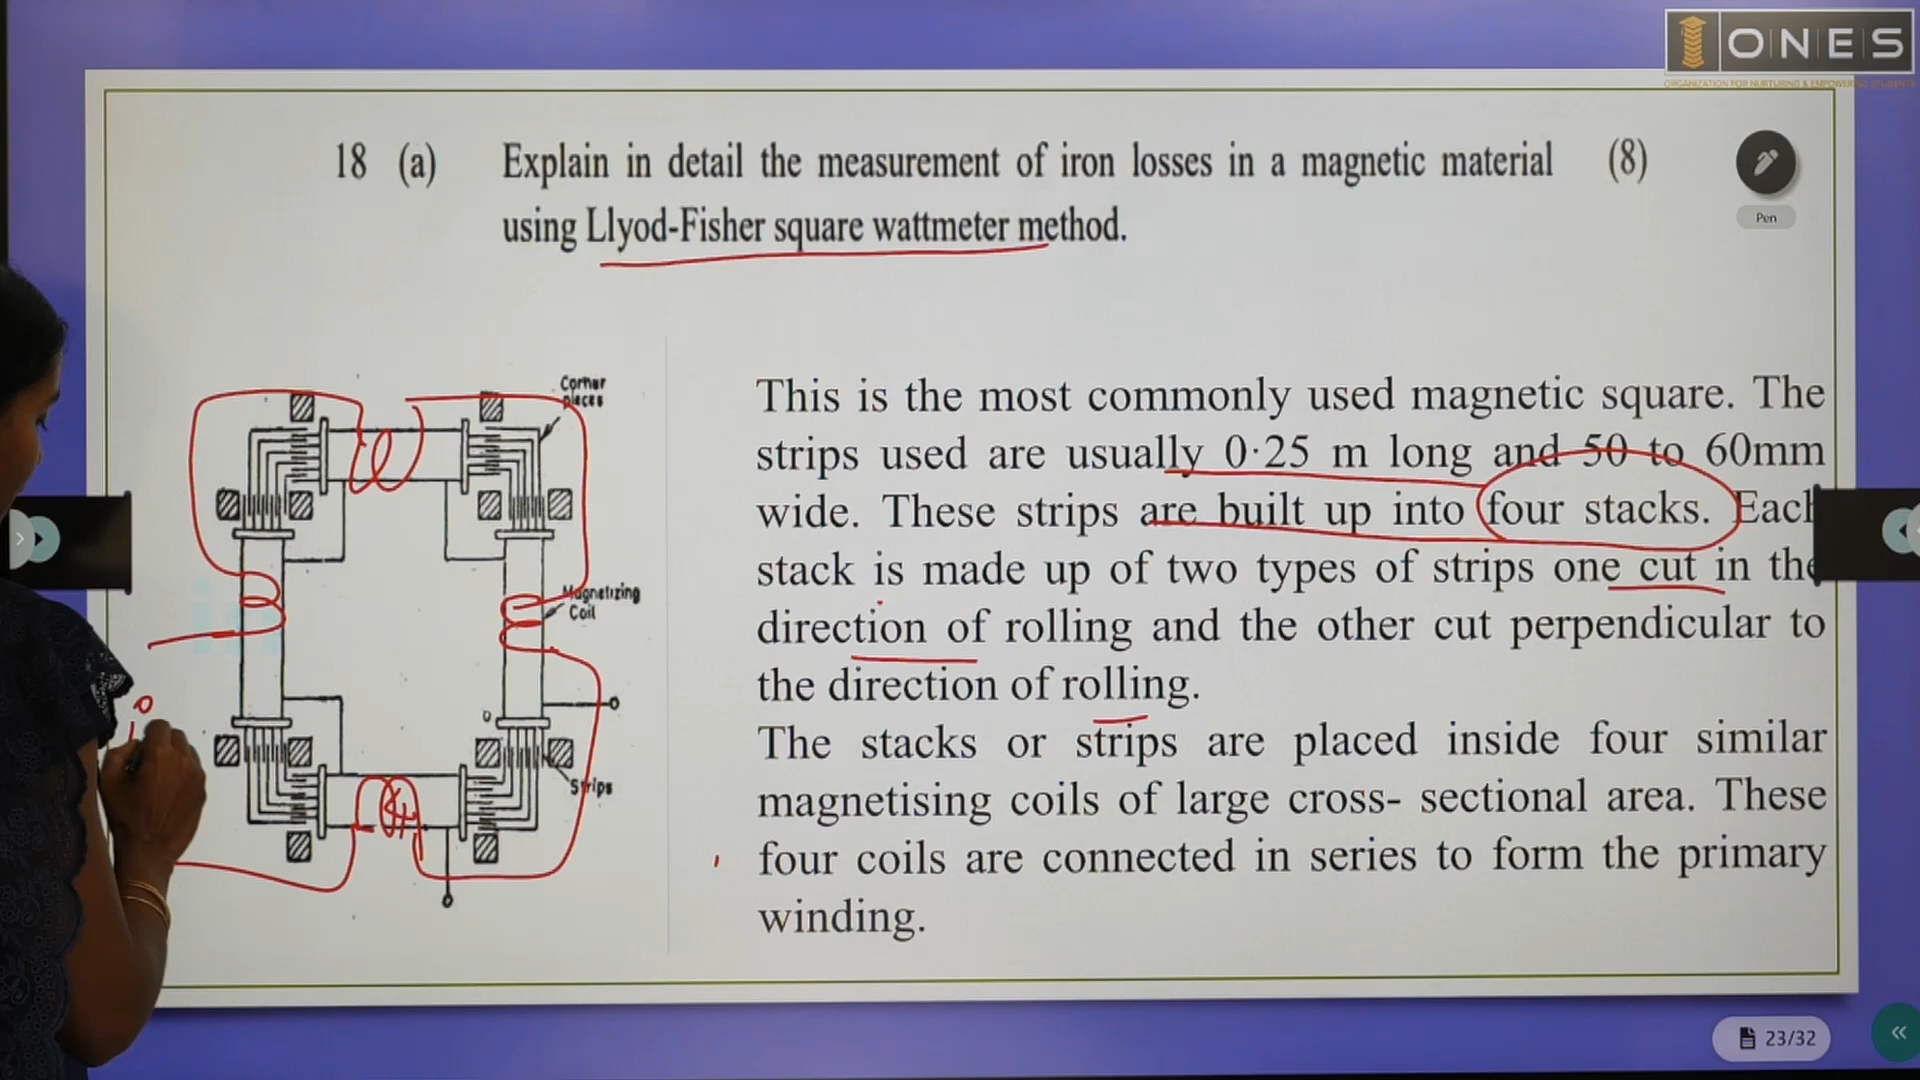 ONES
ORGANIZATION FOR NURTURING & EMPOWERING STUDENTS
18 (a) Explain in detail the measurement of iron losses in a magnetic material (8)
using Llyod-Fisher square wattmeter method.
Pen
Corner
pieces
Magnetizing
Coil
Strips
This is the most commonly used magnetic square. The
strips used are usually 0·25 m long and 50 to 60mm
wide. These strips are built up into four stacks. Each
stack is made up of two types of strips one cut in the
direction of rolling and the other cut perpendicular to
the direction of rolling.
The stacks or strips are placed inside four similar
magnetising coils of large cross- sectional area. These
four coils are connected in series to form the primary
winding.
23/32